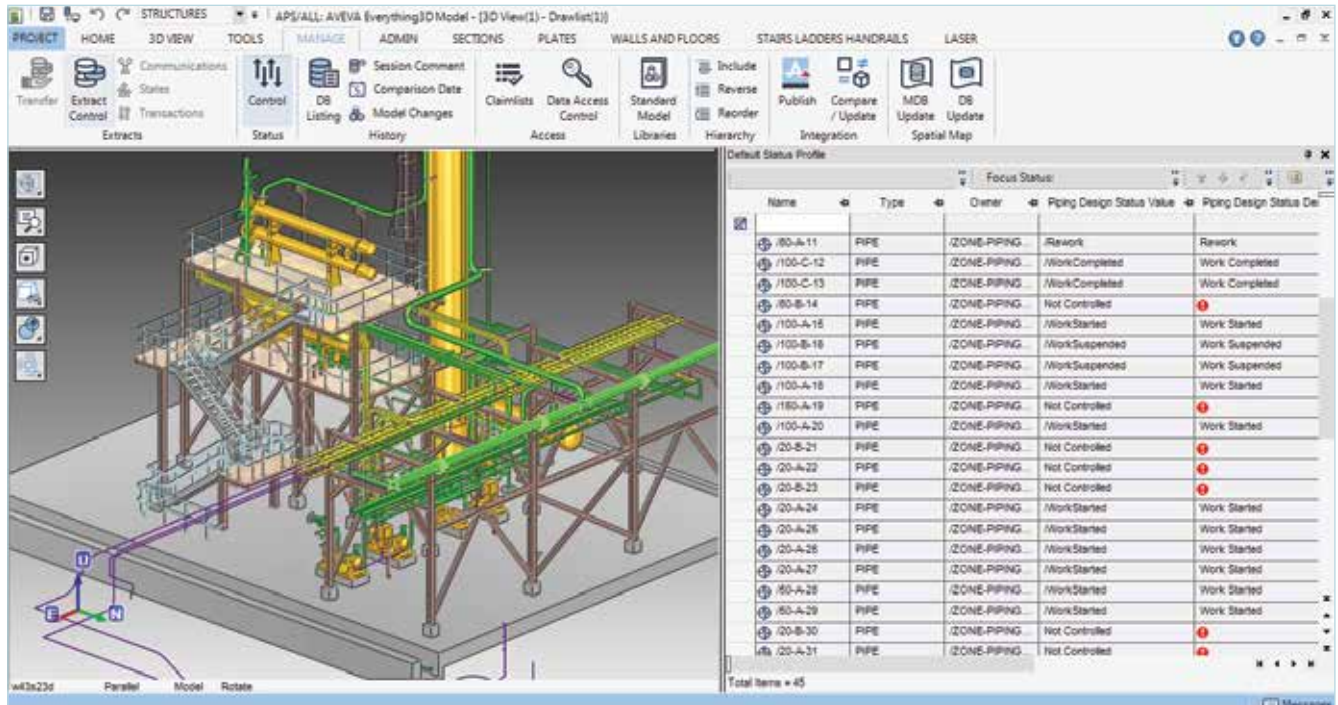 STRUCTURES APS/ALL: AVEVA Everything3D Model - [3D View(1) - Drawlist(1)]
PROJECT HOME 3D VIEW TOOLS MANAGE ADMIN SECTIONS PLATES WALLS AND FLOORS STAIRS LADDERS HANDRAILS LASER
Transfer Extract Control Communications States Transactions Control DB Listing Session Comment Comparison Date Model Changes Claimlists Data Access Control Standard Model Include Reverse Reorder Publish Compare / Update MDB Update DB Update
Extracts Status History Access Libraries Hierarchy Integration Spatial Map
Default Status Profile
Focus Status:
Name Type Owner Piping Design Status Value Piping Design Status De
/80-A-11 PIPE /ZONE-PIPING... /Rework Rework
/100-C-12 PIPE /ZONE-PIPING... /WorkCompleted Work Completed
/100-C-13 PIPE /ZONE-PIPING... /WorkCompleted Work Completed
/80-B-14 PIPE /ZONE-PIPING... Not Controlled
/100-A-15 PIPE /ZONE-PIPING... /WorkStarted Work Started
/100-B-16 PIPE /ZONE-PIPING... /WorkSuspended Work Suspended
/100-B-17 PIPE /ZONE-PIPING... /WorkSuspended Work Suspended
/100-A-18 PIPE /ZONE-PIPING... /WorkStarted Work Started
/150-A-19 PIPE /ZONE-PIPING... Not Controlled
/100-A-20 PIPE /ZONE-PIPING... /WorkStarted Work Started
/20-B-21 PIPE /ZONE-PIPING... Not Controlled
/20-A-22 PIPE /ZONE-PIPING... Not Controlled
/20-B-23 PIPE /ZONE-PIPING... Not Controlled
/20-A-24 PIPE /ZONE-PIPING... /WorkStarted Work Started
/20-A-25 PIPE /ZONE-PIPING... /WorkStarted Work Started
/20-A-26 PIPE /ZONE-PIPING... /WorkStarted Work Started
/20-A-27 PIPE /ZONE-PIPING... /WorkStarted Work Started
PIPE /ZONE-PIPING... /WorkStarted Work Started
PIPE /ZONE-PIPING... /WorkStarted Work Started
/20-B-30 PIPE /ZONE-PIPING... Not Controlled
/20-A-31 PIPE /ZONE-PIPING... Not Controlled
Total Items = 45
E N
w43s23d Parallel Model Rotate
Messages